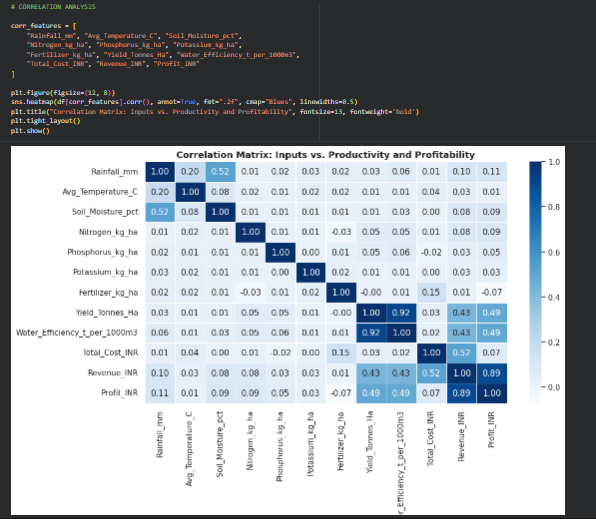 # CORRELATION ANALYSIS
corr_features = [
"Rainfall_mm", "Avg_Temperature_C", "Soil_Moisture_pct",
"Nitrogen_kg_ha", "Phosphorus_kg_ha", "Potassium_kg_ha",
"Fertilizer_kg_ha", "Yield_Tonnes_Ha", "Water_Efficiency_t_per_1000m3",
"Total_Cost_INR", "Revenue_INR", "Profit_INR"
]
plt.figure(figsize=(12, 8))
sns.heatmap(df[corr_features].corr(), annot=True, fmt=".2f", cmap="Blues", linewidths=0.5)
plt.title("Correlation Matrix: Inputs vs. Productivity and Profitability", fontsize=13, fontweight='bold')
plt.tight_layout()
plt.show()
Correlation Matrix: Inputs vs. Productivity and Profitability
Rainfall_mm 1.00 0.20 0.52 0.01 0.02 0.03 0.02 0.03 0.06 0.01 0.10 0.11
Avg_Temperature_C 0.20 1.00 0.08 0.02 0.01 0.02 0.02 0.01 0.01 0.04 0.03 0.01
Soil_Moisture_pct 0.52 0.08 1.00 0.01 0.01 0.01 0.01 0.01 0.03 0.00 0.08 0.09
Nitrogen_kg_ha 0.01 0.02 0.01 1.00 0.01 0.01 -0.03 0.05 0.05 0.01 0.08 0.09
Phosphorus_kg_ha 0.02 0.01 0.01 0.01 1.00 0.00 0.01 0.05 0.06 -0.02 0.03 0.05
Potassium_kg_ha 0.03 0.02 0.01 0.01 0.00 1.00 0.02 0.01 0.01 0.00 0.03 0.03
Fertilizer_kg_ha 0.02 0.02 0.01 -0.03 0.01 0.02 1.00 -0.00 0.01 0.15 0.01 -0.07
Yield_Tonnes_Ha 0.03 0.01 0.01 0.05 0.05 0.01 -0.00 1.00 0.92 0.03 0.43 0.49
Water_Efficiency_t_per_1000m3 0.06 0.01 0.03 0.05 0.06 0.01 0.01 0.92 1.00 0.02 0.43 0.49
Total_Cost_INR 0.01 0.04 0.00 0.01 -0.02 0.00 0.15 0.03 0.02 1.00 0.52 0.07
Revenue_INR 0.10 0.03 0.08 0.08 0.03 0.03 0.01 0.43 0.43 0.52 1.00 0.89
Profit_INR 0.11 0.01 0.09 0.09 0.05 0.03 -0.07 0.49 0.49 0.07 0.89 1.00
Rainfall_mm
Avg_Temperature_C
Soil_Moisture_pct
Nitrogen_kg_ha
Phosphorus_kg_ha
Potassium_kg_ha
Fertilizer_kg_ha
Yield_Tonnes_Ha
r_Efficiency_t_per_1000m3
Total_Cost_INR
Revenue_INR
Profit_INR
1.0
0.8
0.6
0.4
0.2
0.0